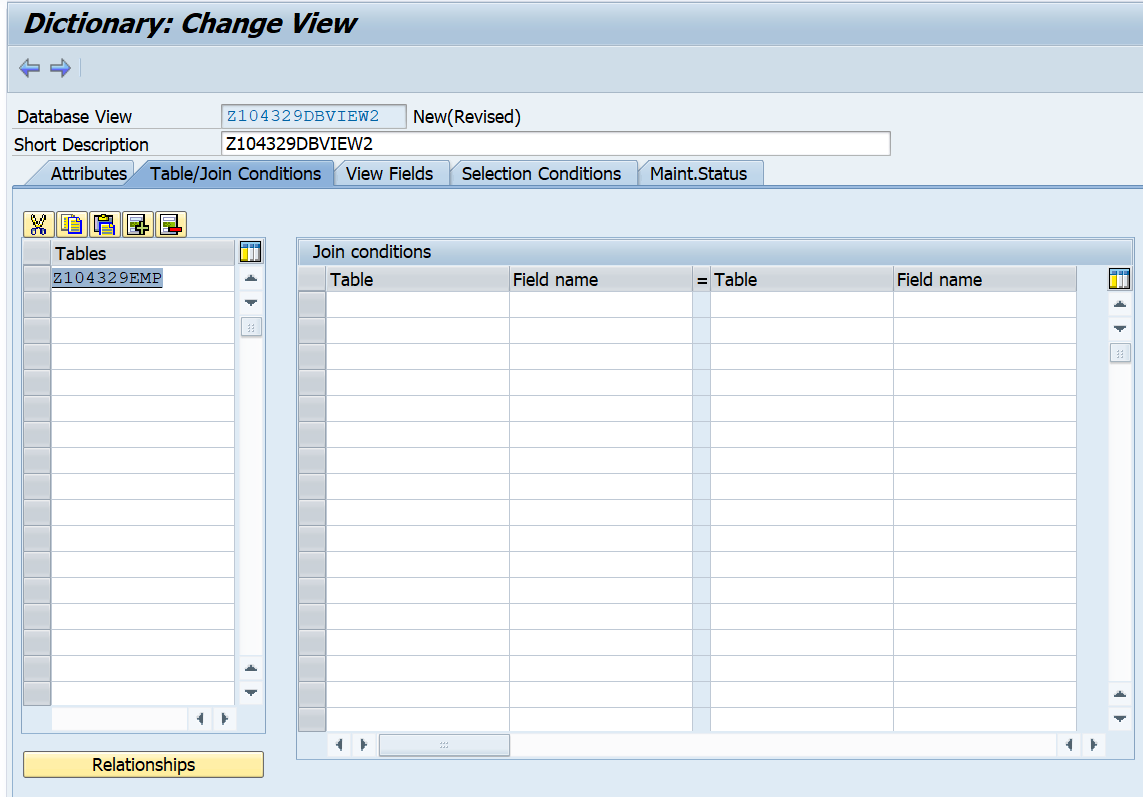 Dictionary: Change View
Database View Z104329DBVIEW2 New(Revised)
Short Description Z104329DBVIEW2
Attributes Table/Join Conditions View Fields Selection Conditions Maint.Status
Tables
Z104329EMP
Join conditions
Table Field name = Table Field name
Relationships